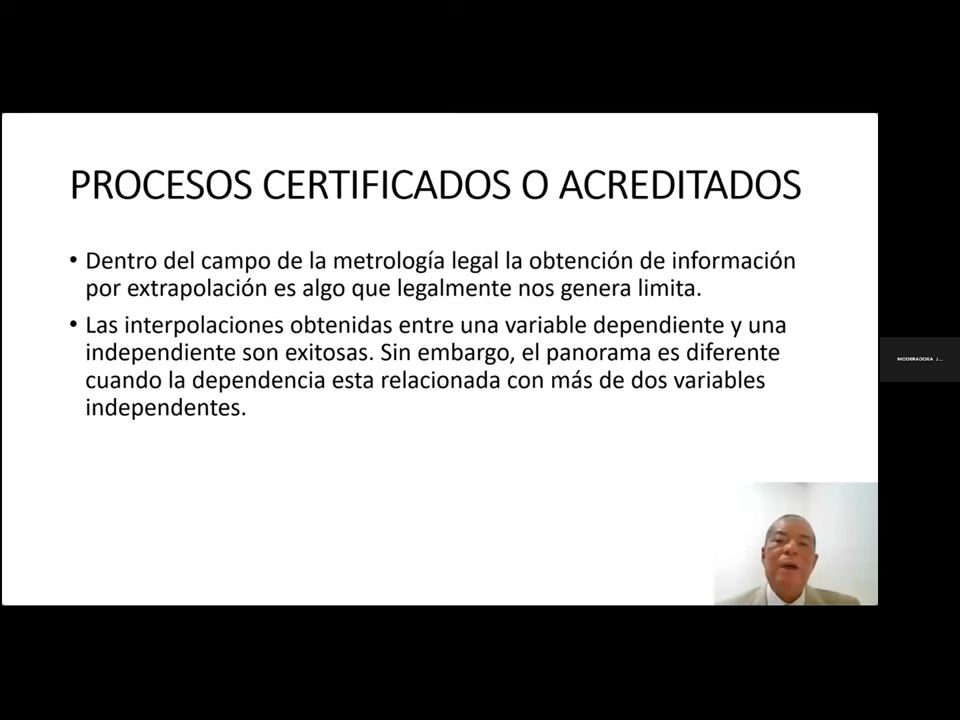 PROCESOS CERTIFICADOS O ACREDITADOS
• Dentro del campo de la metrología legal la obtención de información
por extrapolación es algo que legalmente nos genera limita.
• Las interpolaciones obtenidas entre una variable dependiente y una
independiente son exitosas. Sin embargo, el panorama es diferente
cuando la dependencia esta relacionada con más de dos variables
independentes.
MODERADORA J...